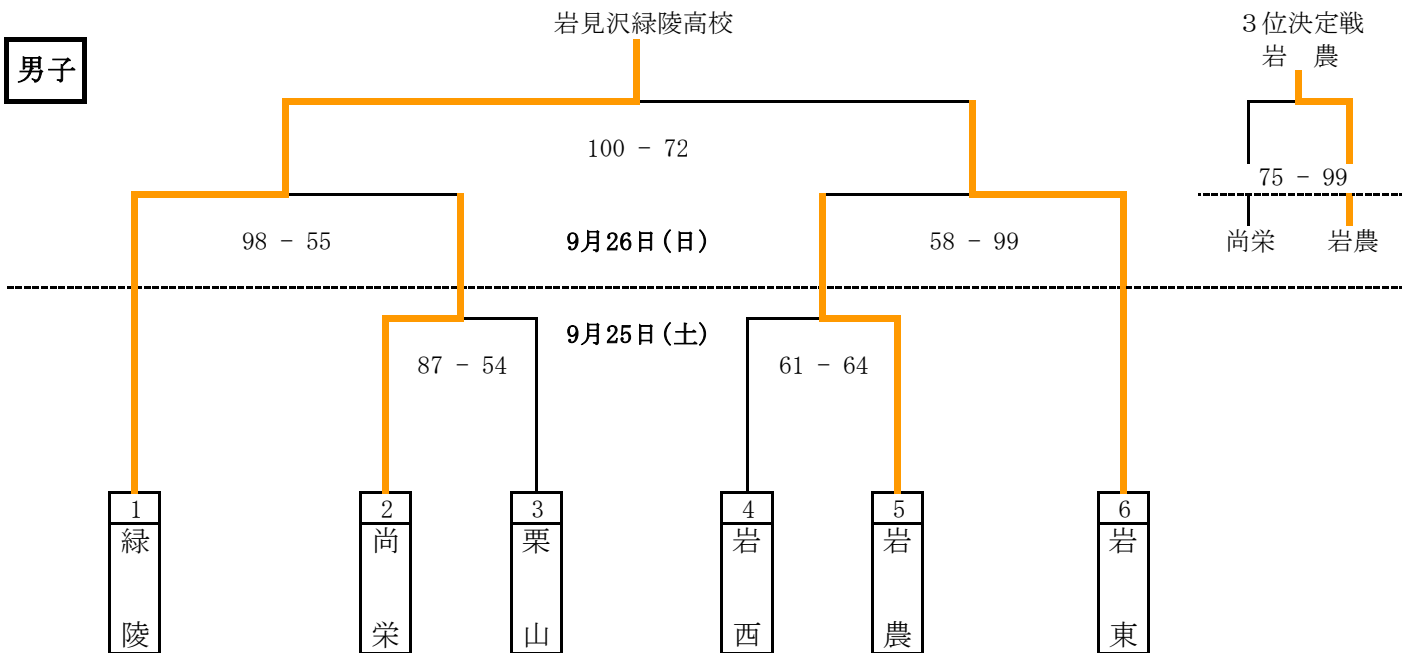 岩見沢緑陵高校
３位決定戦
岩 農
男子
100 - 72
75 - 99
98 - 55
9月26日(日)
58 - 99
尚栄
岩農
9月25日(土)
87 - 54
61 - 64
1
緑陵
2
尚栄
3
栗山
4
岩西
5
岩農
6
岩東